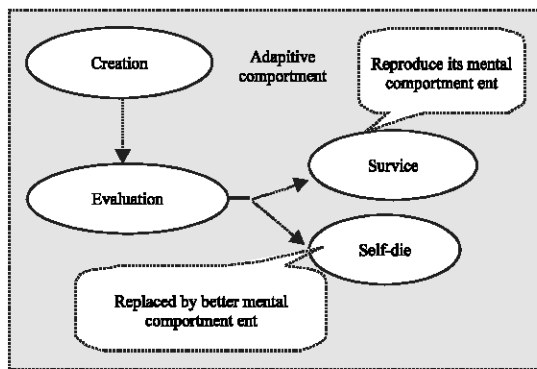 Creation
Adapitive
comportment
Reproduce its mental
comportment ent
Evaluation
Survice
Self-die
Replaced by better mental
comportment ent